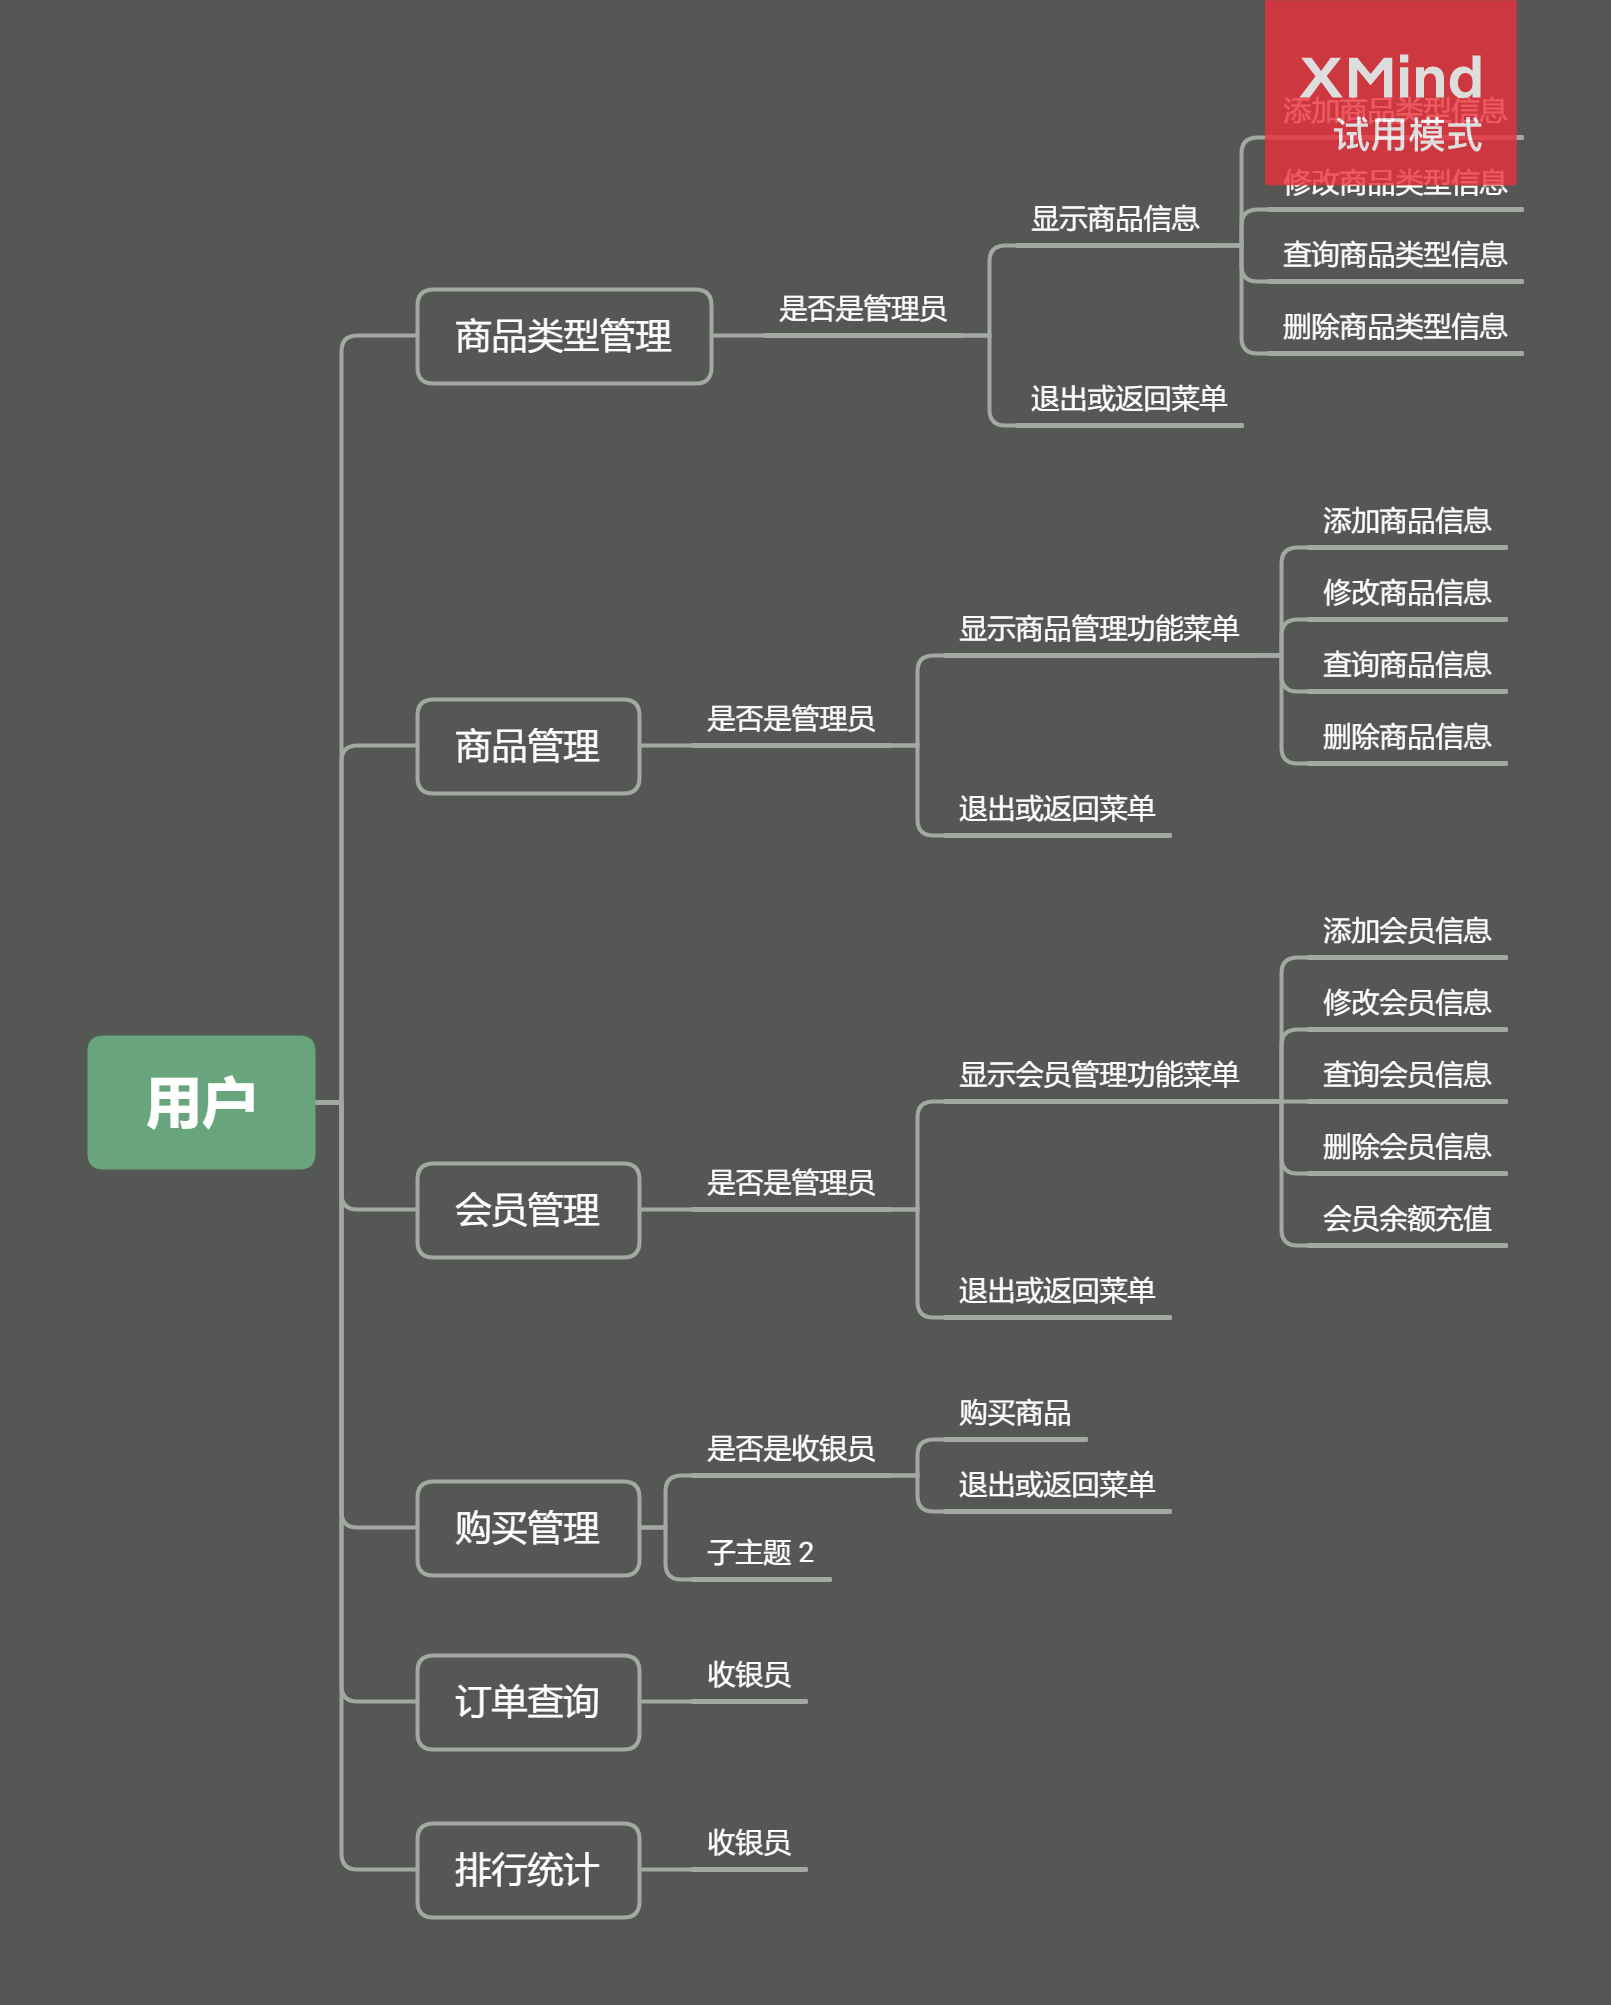 XMind
试用模式
添加商品类型信息
修改商品类型信息
显示商品信息
查询商品类型信息
是否是管理员
删除商品类型信息
商品类型管理
退出或返回菜单
添加商品信息
修改商品信息
显示商品管理功能菜单
查询商品信息
是否是管理员
删除商品信息
商品管理
退出或返回菜单
添加会员信息
修改会员信息
显示会员管理功能菜单
查询会员信息
用户
删除会员信息
是否是管理员
会员管理
会员余额充值
退出或返回菜单
购买商品
是否是收银员
退出或返回菜单
购买管理
子主题 2
收银员
订单查询
收银员
排行统计